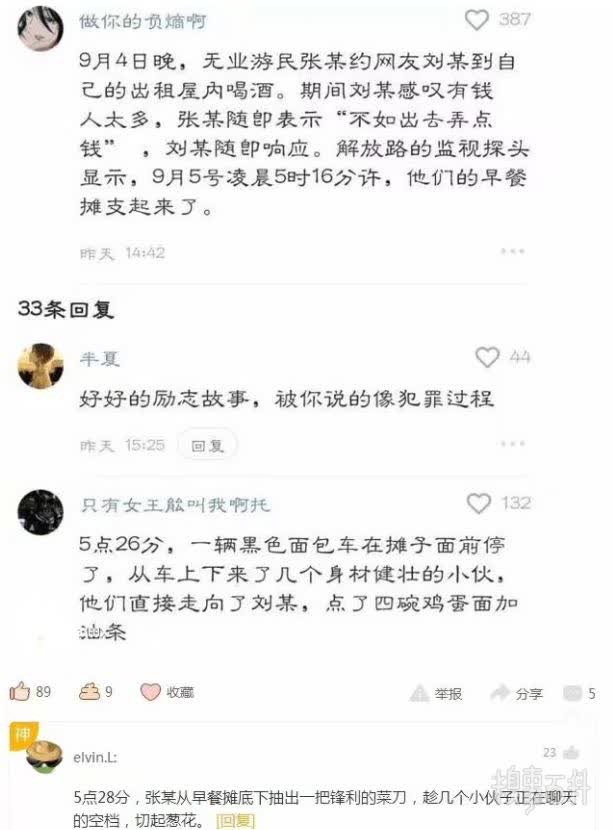 做你的负熵啊 387
9月4日晚，无业游民张某约网友刘某到自
己的出租屋内喝酒。期间刘某感叹有钱
人太多，张某随即表示“不如出去弄点
钱”，刘某随即响应。解放路的监视探头
显示，9月5号凌晨5时16分许，他们的早餐
摊支起来了。
昨天 14:42
33条回复
半夏 44
好好的励志故事，被你说的像犯罪过程
昨天 15:25 回复
只有女王能叫我啊托 132
5点26分，一辆黑色面包车在摊子面前停
了，从车上下来了几个身材健壮的小伙，
他们直接走向了刘某，点了四碗鸡蛋面加
油条
89 9 收藏 举报 分享 5
神
elvin.L: 23
5点28分，张某从早餐摊底下抽出一把锋利的菜刀，趁几个小伙子正在聊天
的空档，切起葱花。 [回复]